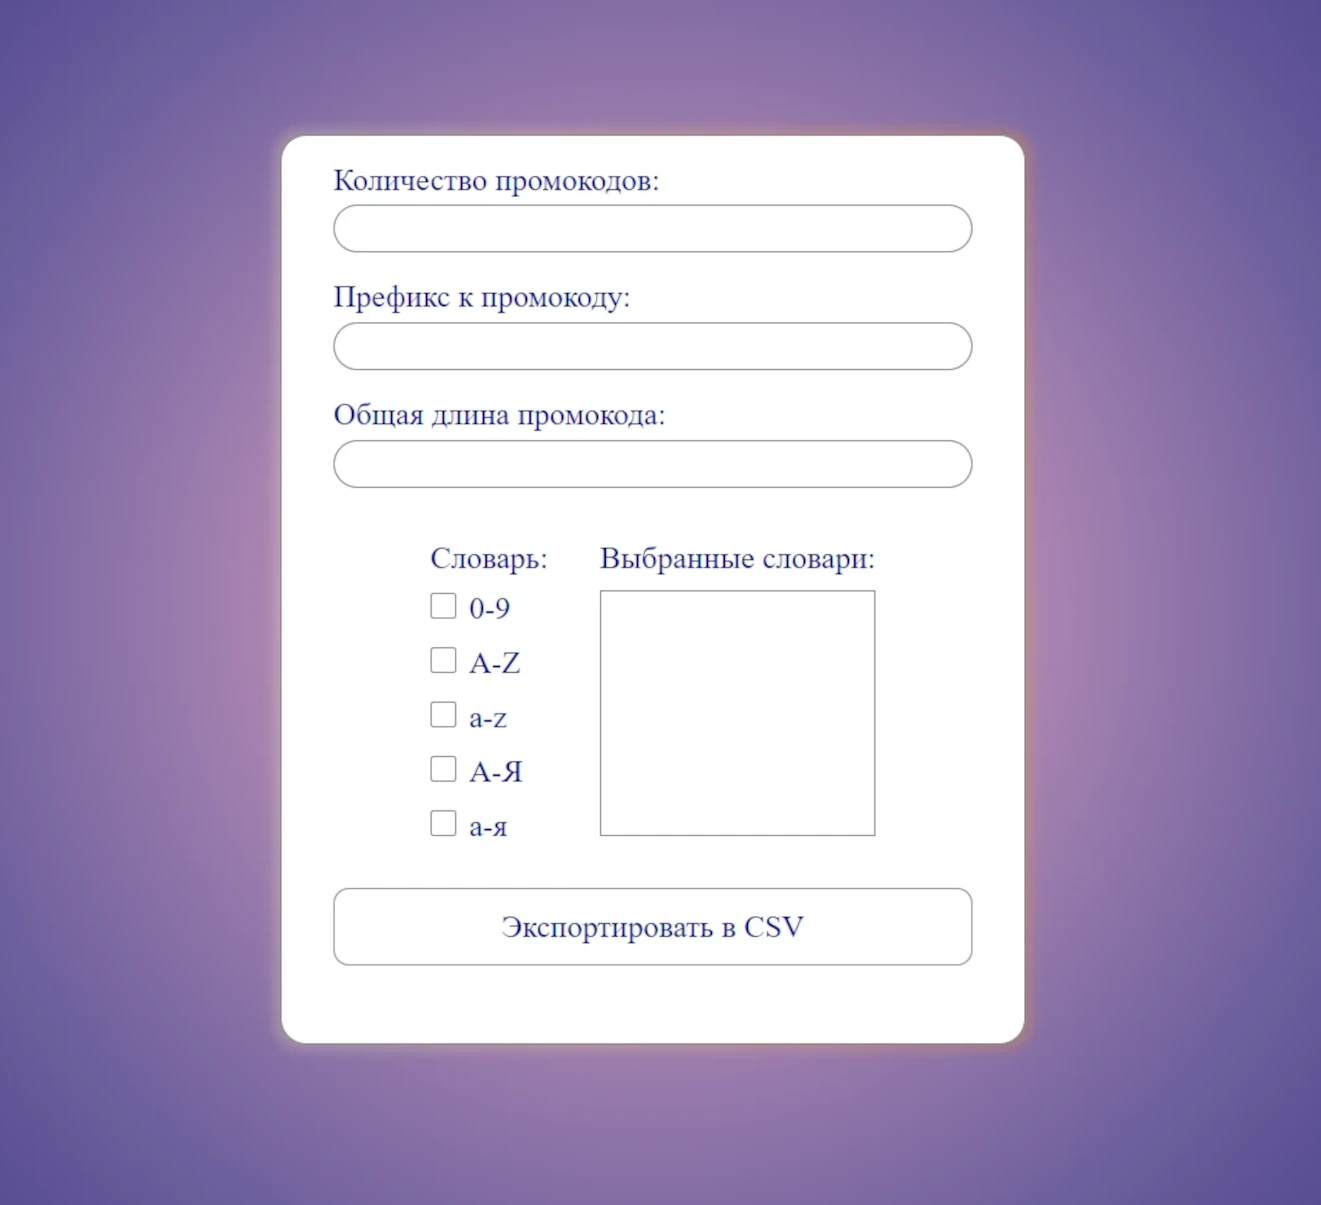 Количество промокодов:
Префикс к промокоду:
Общая длина промокода:
Словарь:
0-9
A-Z
a-z
А-Я
а-я
Выбранные словари:
Экспортировать в CSV